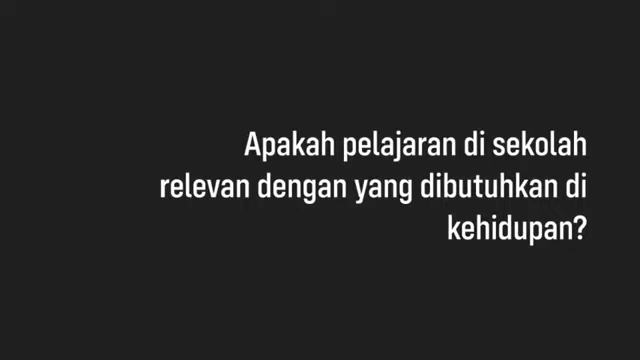 Apakah pelajaran di sekolah
relevan dengan yang dibutuhkan di
kehidupan?